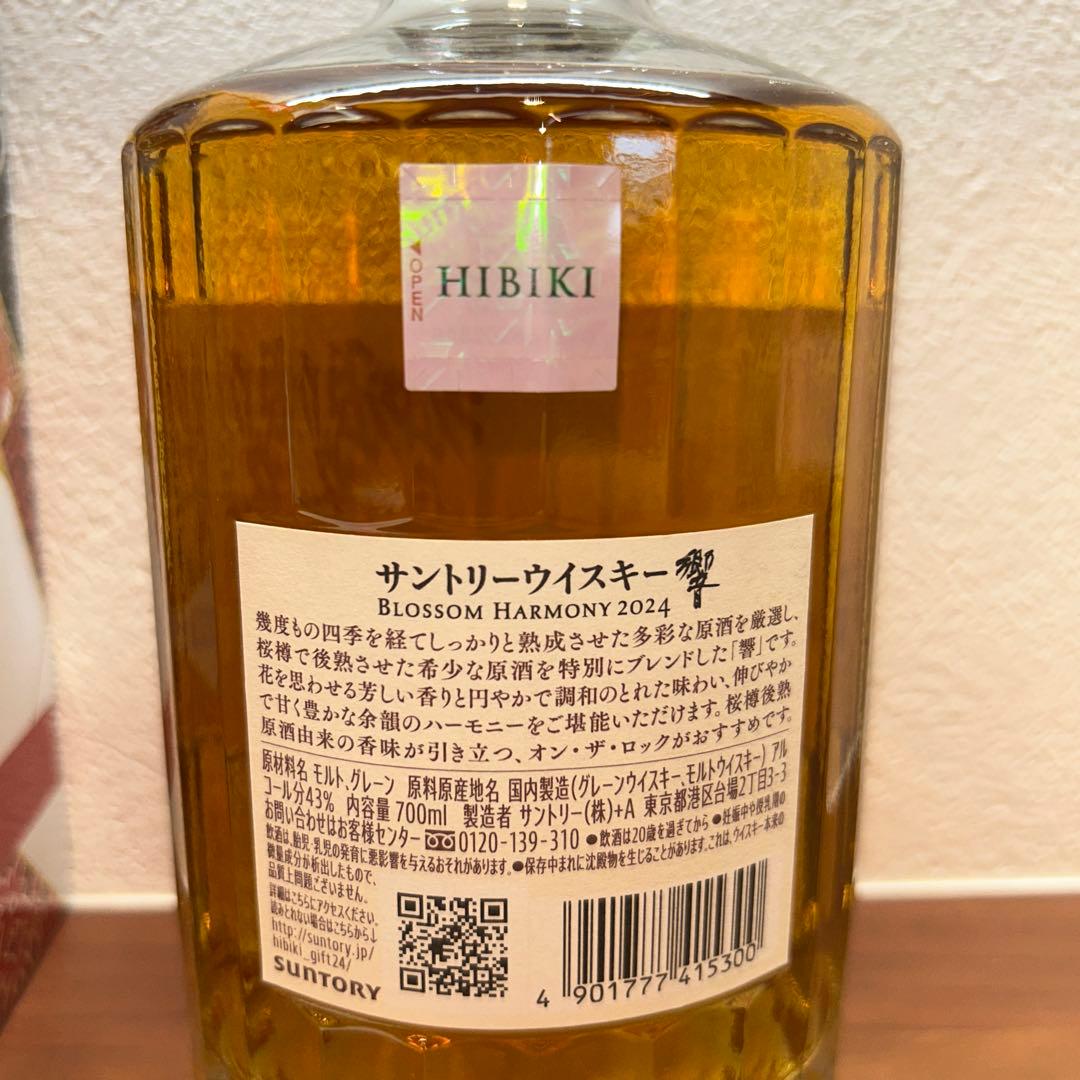 ◀OPEN
HIBIKI
サントリーウイスキー響
BLOSSOM HARMONY 2024
幾度もの四季を経てしっかりと熟成させた多彩な原酒を厳選し、
桜樽で後熟させた希少な原酒を特別にブレンドした「響」です。
花を思わせる芳しい香りと円やかで調和のとれた味わい、伸びやか
で甘く豊かな余韻のハーモニーをご堪能いただけます。桜樽後熟
原酒由来の香味が引き立つ、オン・ザ・ロックがおすすめです。
原材料名 モルト、グレーン 原料原産地名 国内製造(グレーンウイスキー、モルトウイスキー) アル
コール分43% 内容量 700ml 製造者 サントリー(株)+A 東京都港区台場2丁目3-3
お問い合わせはお客様センター 0120-139-310 ●飲酒は20歳を過ぎてから ●妊娠中や授乳期の
飲酒は、胎児・乳児の発育に悪影響を与えるおそれがあります。●保存中まれに沈殿物を生じることがあります。これは、ウイスキー本来の
微量成分が析出したもので、
品質上問題ございません。
詳細はこちらにアクセスください。
読みとれない場合はこちらから↓
http://suntory.jp/
hibiki_gift24/
SUNTORY
4 901777 415300